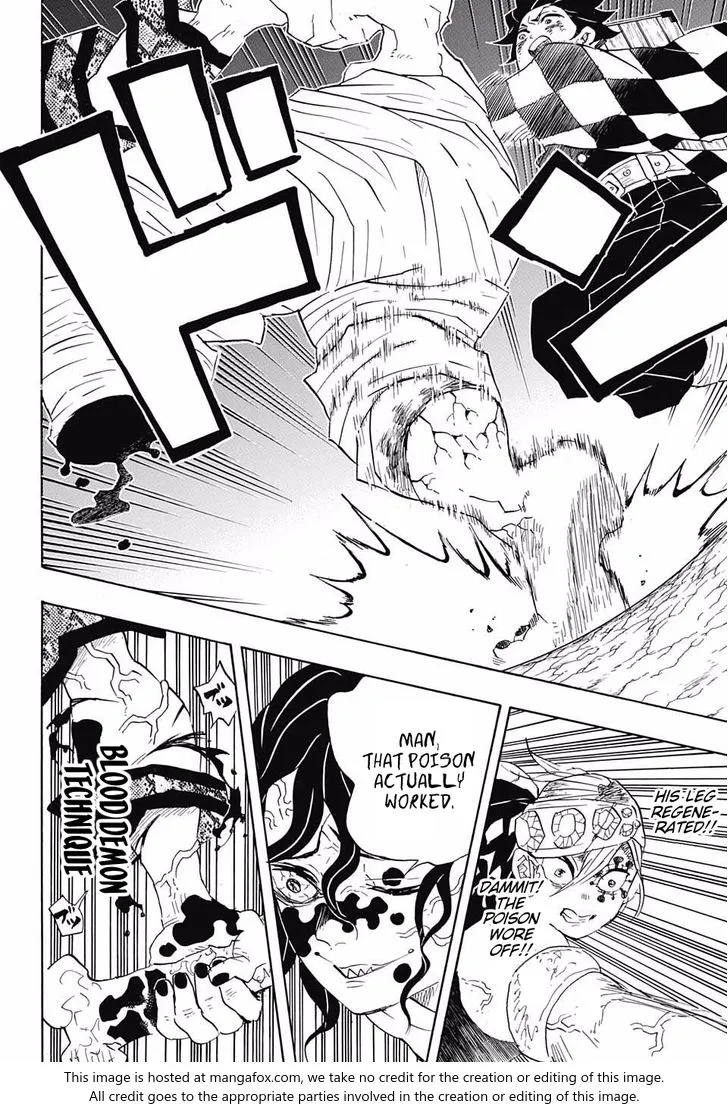 ドドン
HIS LEG
REGENE-
RATED!!
DAMMIT!
THE
POISON
WORE
OFF!!
MAN,
THAT POISON
ACTUALLY
WORKED.
BLOOD DEMON
TECHNIQUE
This image is hosted at mangafox.com, we take no credit for the creation or editing of this image.
All credit goes to the appropriate parties involved in the creation or editing of this image.